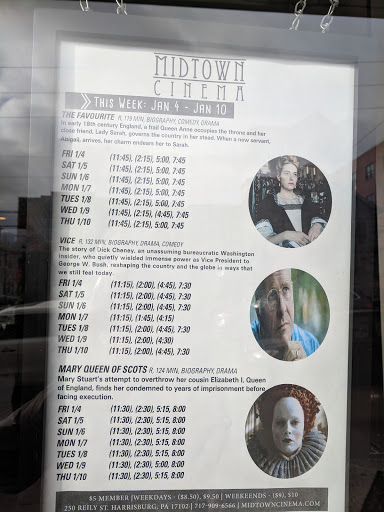 MIDTOWN
CINEMA
THIS WEEK: JAN 4 - JAN 10
THE FAVOURITE R, 119 MIN, BIOGRAPHY, COMEDY, DRAMA
In early 18th century England, a frail Queen Anne occupies the throne and her
close friend, Lady Sarah, governs the country in her stead. When a new servant,
Abigail, arrives, her charm endears her to Sarah.
FRI 1/4 (11:45), (2:15), 5:00, 7:45
SAT 1/5 (11:45), (2:15), 5:00, 7:45
SUN 1/6 (11:45), (2:15), 5:00, 7:45
MON 1/7 (11:45), (2:15), 5:00, 7:45
TUES 1/8 (11:45), (2:15), 5:00, 7:45
WED 1/9 (11:45), (2:15), (4:45), 7:45
THU 1/10 (11:45), (2:15), 5:00, 7:45
VICE R, 132 MIN, BIOGRAPHY, DRAMA, COMEDY
The story of Dick Cheney, an unassuming bureaucratic Washington
insider, who quietly wielded immense power as Vice President to
George W. Bush, reshaping the country and the globe in ways that
we still feel today.
FRI 1/4 (11:15), (2:00), (4:45), 7:30
SAT 1/5 (11:15), (2:00), (4:45), 7:30
SUN 1/6 (11:15), (2:00), (4:45), 7:30
MON 1/7 (11:15), (1:45), (4:15)
TUES 1/8 (11:15), (2:00), (4:45), 7:30
WED 1/9 (11:15), (2:00), (4:30)
THU 1/10 (11:15), (2:00), (4:45), 7:30
MARY QUEEN OF SCOTS R, 124 MIN, BIOGRAPHY, DRAMA
Mary Stuart's attempt to overthrow her cousin Elizabeth I, Queen
of England, finds her condemned to years of imprisonment before
facing execution.
FRI 1/4 (11:30), (2:30), 5:15, 8:00
SAT 1/5 (11:30), (2:30), 5:15, 8:00
SUN 1/6 (11:30), (2:30), 5:15, 8:00
MON 1/7 (11:30), (2:30), 5:15, 8:00
TUES 1/8 (11:30), (2:30), 5:15, 8:00
WED 1/9 (11:30), (2:30), 5:00, 8:00
THU 1/10 (11:30), (2:30), 5:15, 8:00
$5 MEMBER |WEEKDAYS - ($8.50), $9.50 | WEEKEENDS - ($9), $10
250 REILY ST. HARRISBURG, PA 17102 | 717-909-6566 | MIDTOWNCINEMA.COM